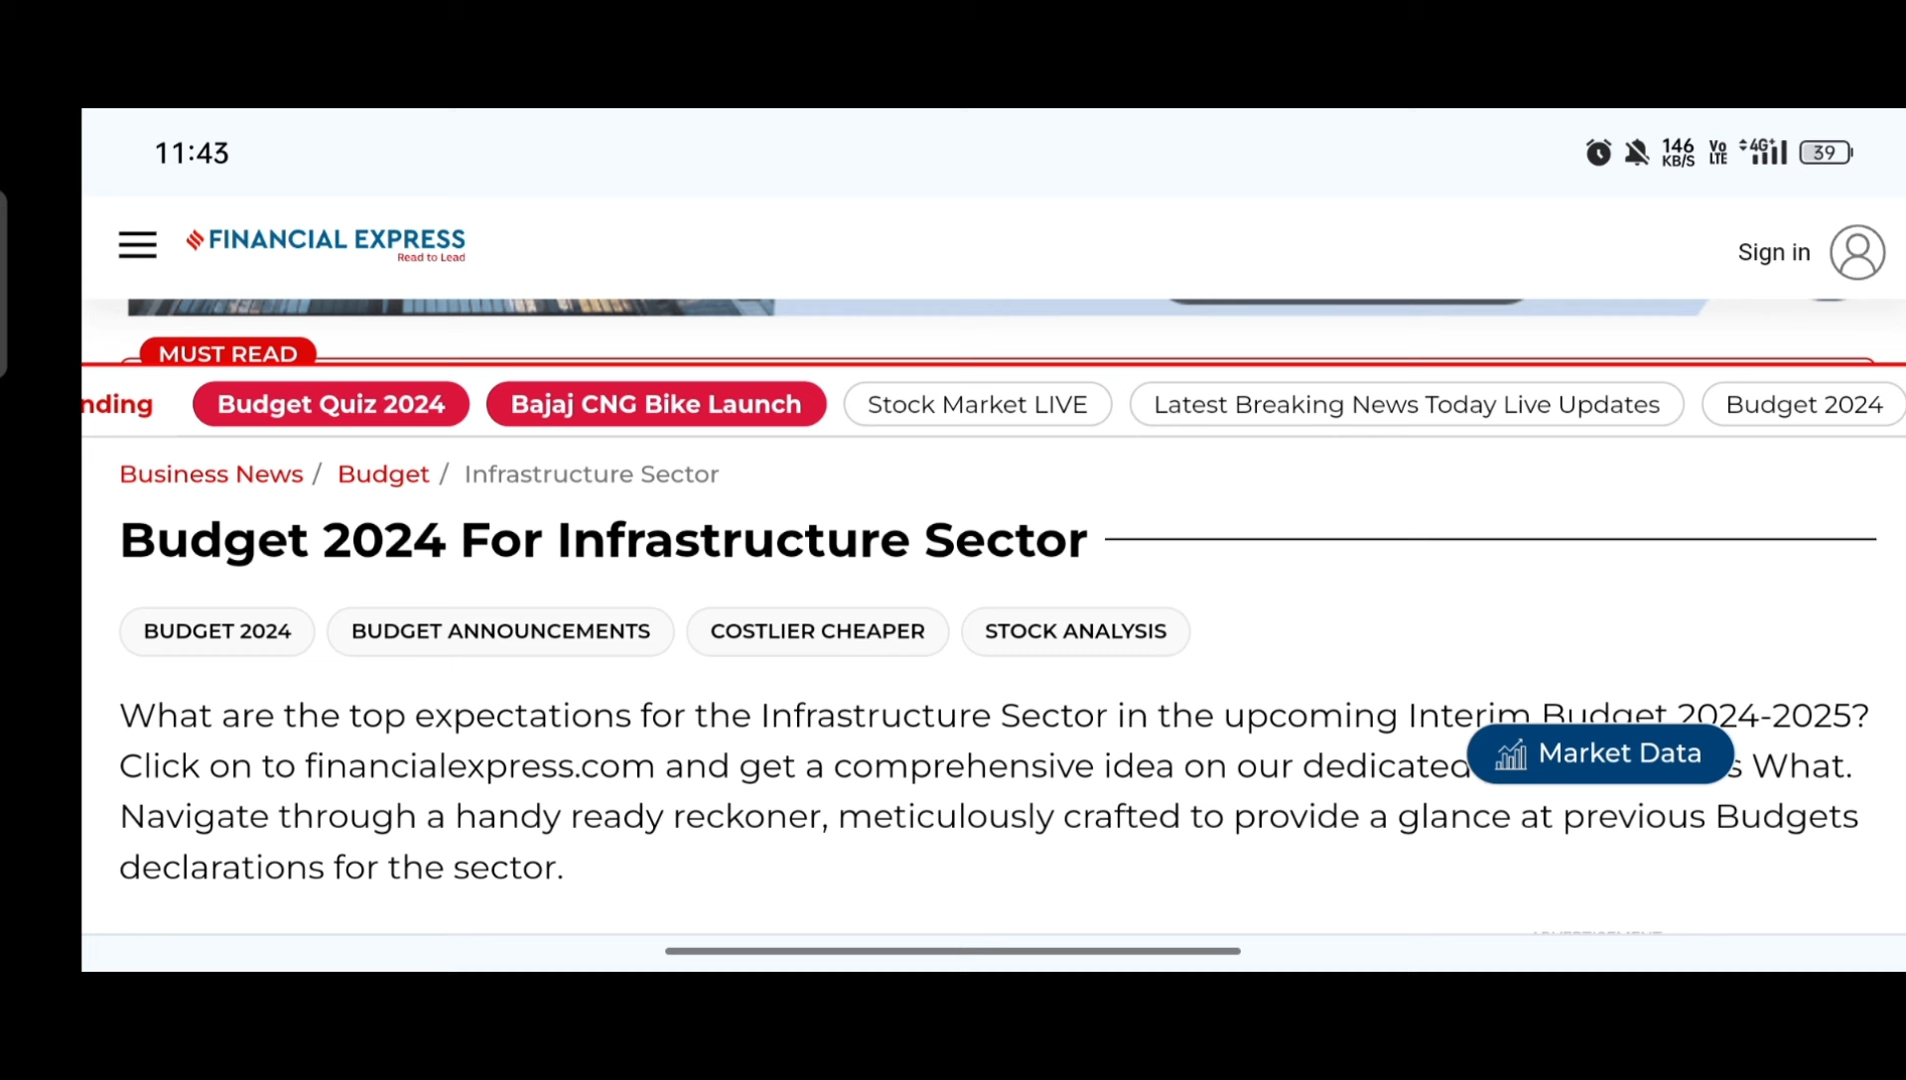 11:43
146 KB/S Vo LTE 4G+ 39
FINANCIAL EXPRESS
Read to Lead
Sign in
MUST READ
nding Budget Quiz 2024 Bajaj CNG Bike Launch Stock Market LIVE Latest Breaking News Today Live Updates Budget 2024
Business News / Budget / Infrastructure Sector
Budget 2024 For Infrastructure Sector
BUDGET 2024 BUDGET ANNOUNCEMENTS COSTLIER CHEAPER STOCK ANALYSIS
What are the top expectations for the Infrastructure Sector in the upcoming Interim Budget 2024-2025?
Market Data
Click on to financialexpress.com and get a comprehensive idea on our dedicated s What.
Navigate through a handy ready reckoner, meticulously crafted to provide a glance at previous Budgets
declarations for the sector.
ADVERTISEMENT